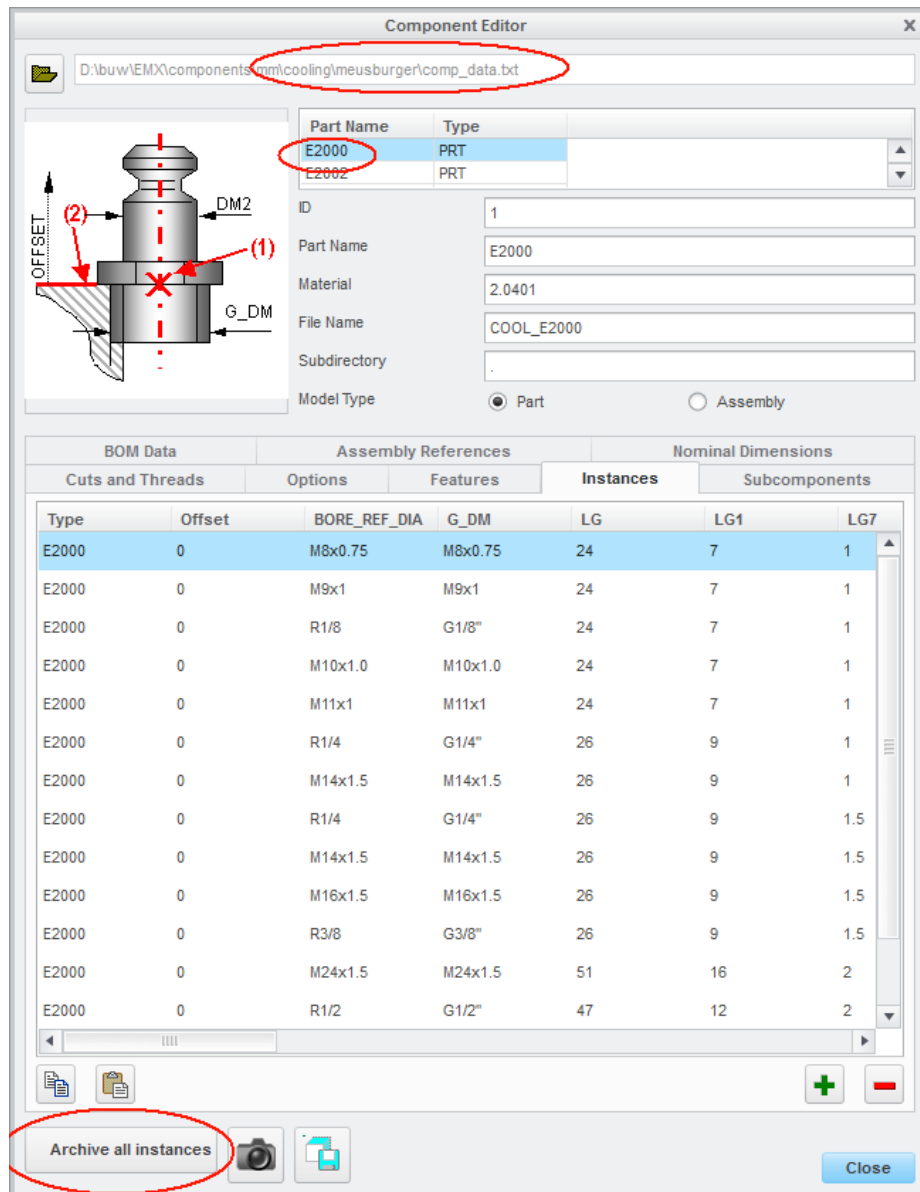 Component Editor X
D:\buw\EMX\components\mm\cooling\meusburger\comp_data.txt
Part Name Type
E2000 PRT
E2002 PRT
OFFSET
(2)
DM2
(1)
G_DM
ID 1
Part Name E2000
Material 2.0401
File Name COOL_E2000
Subdirectory .
Model Type Part Assembly
BOM Data Assembly References Nominal Dimensions
Cuts and Threads Options Features Instances Subcomponents
Type Offset BORE_REF_DIA G_DM LG LG1 LG7
E2000 0 M8x0.75 M8x0.75 24 7 1
E2000 0 M9x1 M9x1 24 7 1
E2000 0 R1/8 G1/8" 24 7 1
E2000 0 M10x1.0 M10x1.0 24 7 1
E2000 0 M11x1 M11x1 24 7 1
E2000 0 R1/4 G1/4" 26 9 1
E2000 0 M14x1.5 M14x1.5 26 9 1
E2000 0 R1/4 G1/4" 26 9 1.5
E2000 0 M14x1.5 M14x1.5 26 9 1.5
E2000 0 M16x1.5 M16x1.5 26 9 1.5
E2000 0 R3/8 G3/8" 26 9 1.5
E2000 0 M24x1.5 M24x1.5 51 16 2
E2000 0 R1/2 G1/2" 47 12 2
Archive all instances
Close